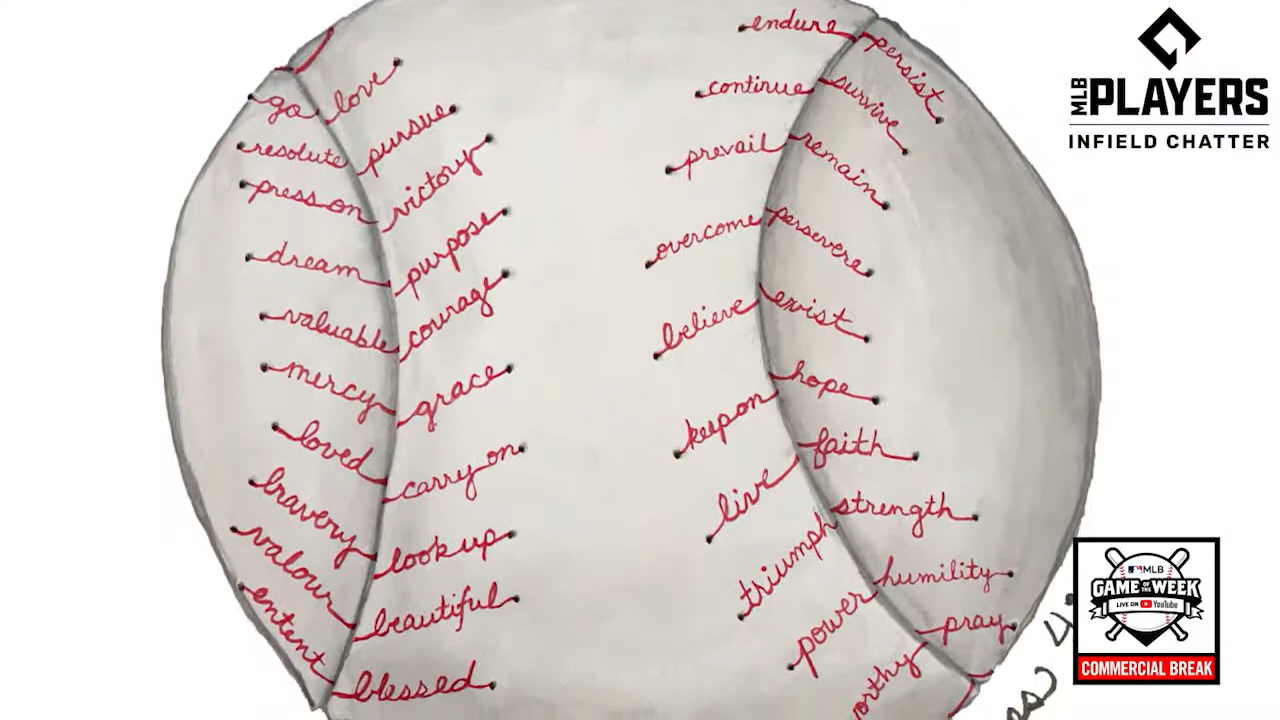 go
love
resolute
pursue
press on
victory
dream
purpose
valuable
courage
mercy
grace
loved
carry on
bravery
look up
valour
beautiful
entent
blessed
endure
persist
continue
survive
prevail
remain
overcome
persevere
believe
exist
keep on
hope
live
faith
triumph
strength
power
humility
orthy
pray
MLB PLAYERS
INFIELD CHATTER
MLB
GAME OF THE WEEK
LIVE ON YouTube
COMMERCIAL BREAK